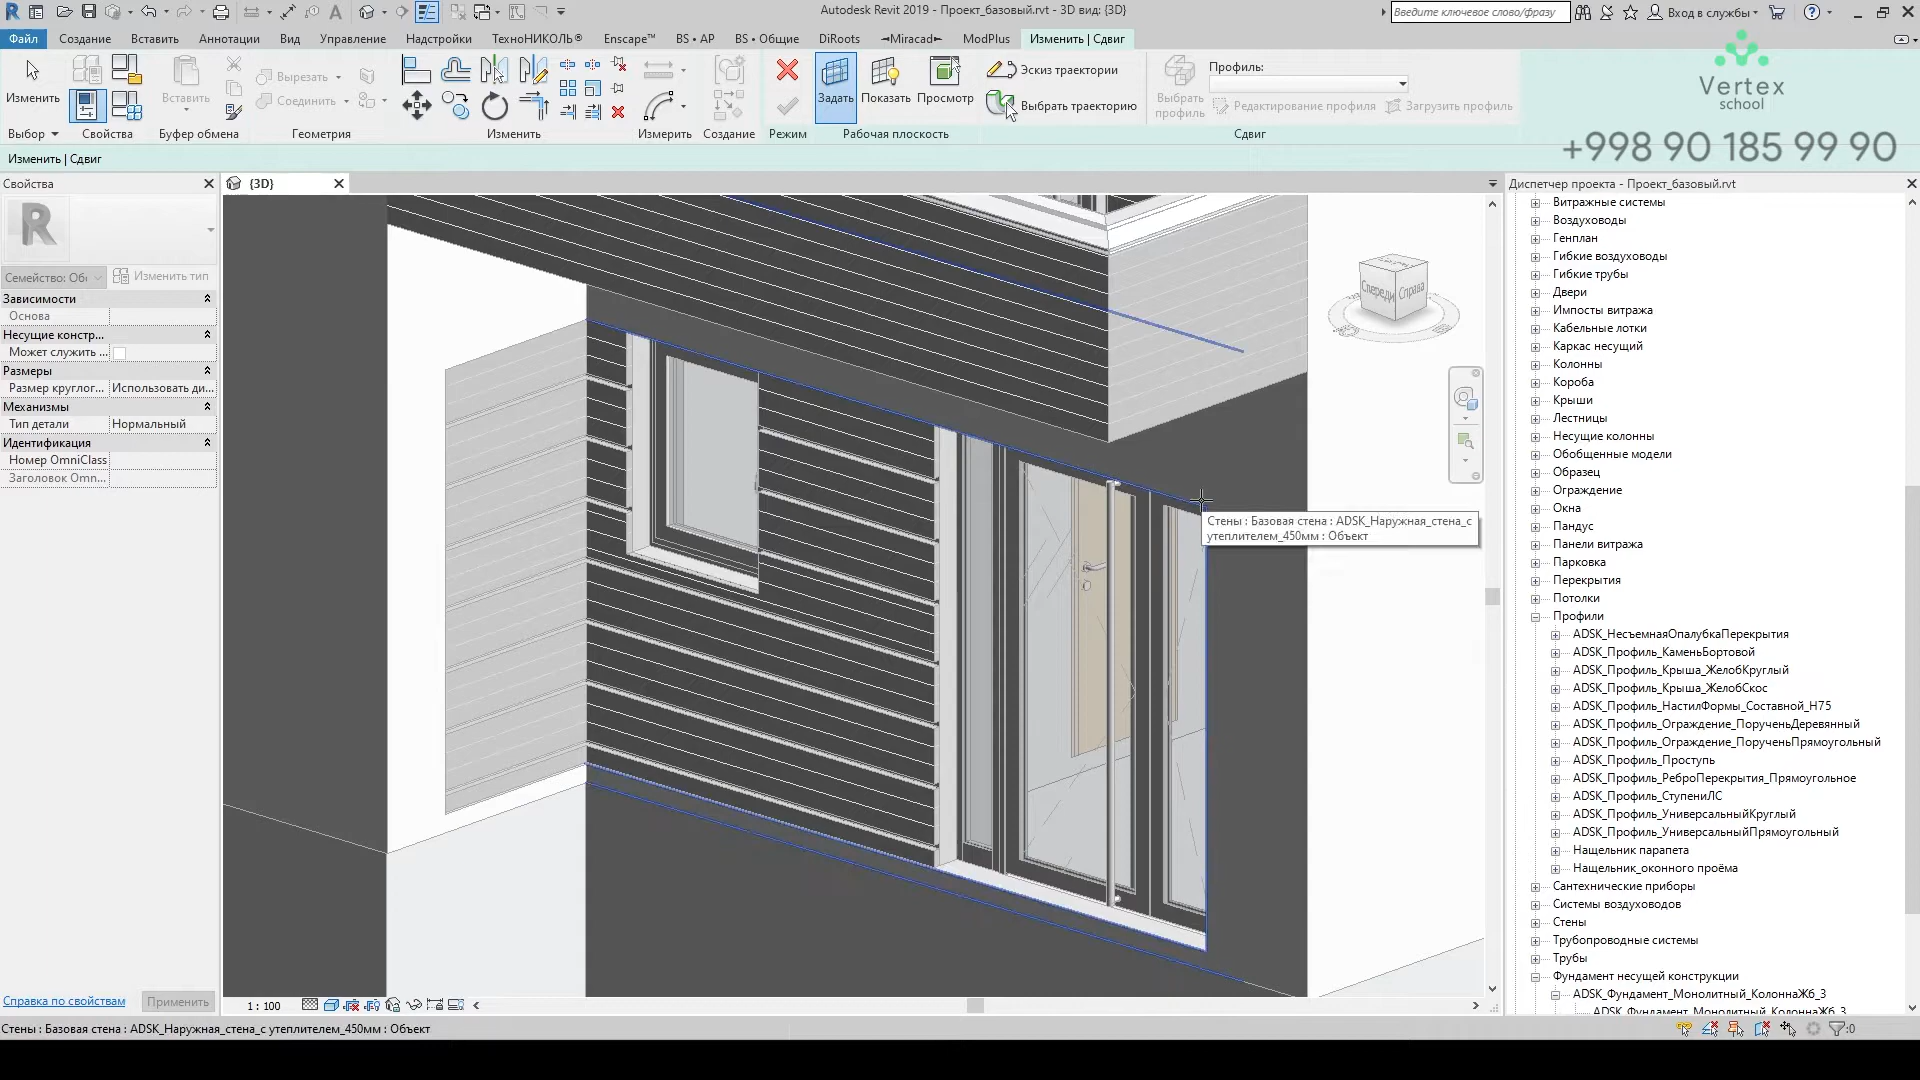 Autodesk Revit 2019 - Проект_базовый.rvt - 3D вид: {3D}
Введите ключевое слово/фразу
Вход в службы
Файл
Создание
Вставить
Аннотации
Вид
Управление
Надстройки
ТехноНИКОЛЬ®
Enscape™
BS • АР
BS • Общие
DiRoots
◄Miracad►
ModPlus
Изменить | Сдвиг
Изменить
Вставить
Вырезать
Соединить
Задать
Показать
Просмотр
Эскиз траектории
Выбрать траекторию
Выбрать профиль
Профиль:
Редактирование профиля
Загрузить профиль
Выбор
Свойства
Буфер обмена
Геометрия
Изменить
Измерить
Создание
Режим
Рабочая плоскость
Сдвиг
Vertex
school
+998 90 185 99 90
Изменить | Сдвиг
Свойства
{3D}
Диспетчер проекта - Проект_базовый.rvt
R
Изменить тип
Зависимости
Основа
Несущие констр...
Может служить ...
Размеры
Размер круглог...
Использовать ди...
Механизмы
Тип детали
Нормальный
Идентификация
Номер OmniClass
Заголовок Omn...
Справка по свойствам
Применить
Спереди
Справа
Стены : Базовая стена : ADSK_Наружная_стена_с
утеплителем_450мм : Объект
Витражные системы
Воздуховоды
Генплан
Гибкие воздуховоды
Гибкие трубы
Двери
Импосты витража
Кабельные лотки
Каркас несущий
Колонны
Короба
Крыши
Лестницы
Несущие колонны
Обобщенные модели
Образец
Ограждение
Окна
Пандус
Панели витража
Парковка
Перекрытия
Потолки
Профили
ADSK_НесъемнаяОпалубкаПерекрытия
ADSK_Профиль_КаменьБортовой
ADSK_Профиль_Крыша_ЖелобКруглый
ADSK_Профиль_Крыша_ЖелобСкос
ADSK_Профиль_НастилФормы_Составной_Н75
ADSK_Профиль_Ограждение_ПорученьДеревянный
ADSK_Профиль_Ограждение_ПорученьПрямоугольный
ADSK_Профиль_Проступь
ADSK_Профиль_РеброПерекрытия_Прямоугольное
ADSK_Профиль_СтупениЛС
ADSK_Профиль_УниверсальныйКруглый
ADSK_Профиль_УниверсальныйПрямоугольный
Нащельник парапета
Нащельник_оконного проёма
Сантехнические приборы
Системы воздуховодов
Стены
Трубопроводные системы
Трубы
Фундамент несущей конструкции
ADSK_Фундамент_Монолитный_КолоннаЖб_3
ADSK_Фундамент_Монолитный_КолоннаЖб_3
1 : 100
Стены : Базовая стена : ADSK_Наружная_стена_с утеплителем_450мм : Объект
:0